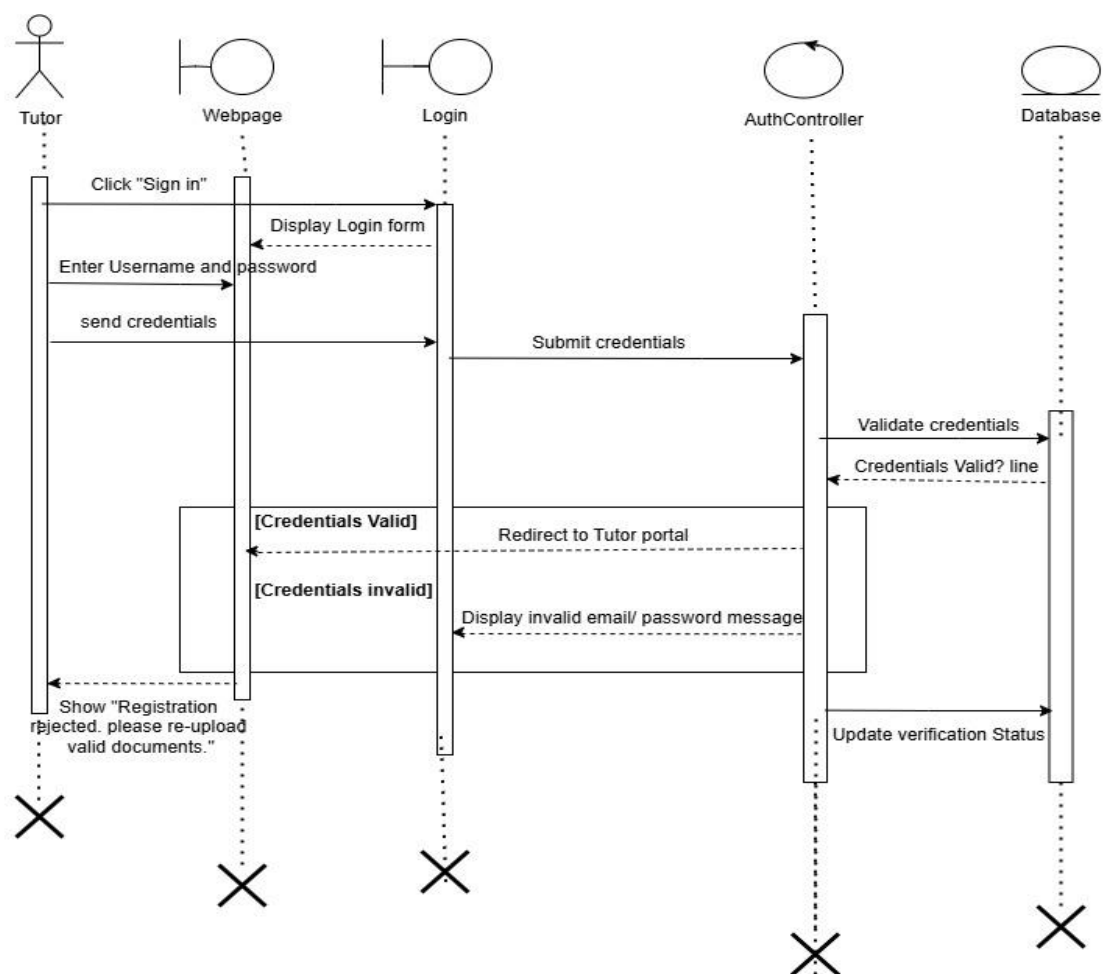 Tutor
Webpage
Login
AuthController
Database
Click "Sign in"
Display Login form
Enter Username and password
send credentials
Submit credentials
Validate credentials
Credentials Valid? line
[Credentials Valid]
Redirect to Tutor portal
[Credentials invalid]
Display invalid email/ password message
Show "Registration
rejected. please re-upload
valid documents."
Update verification Status